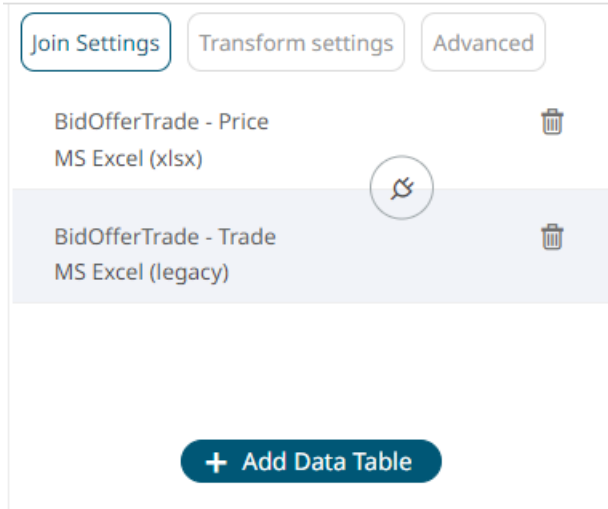 Join Settings Transform settings Advanced
BidOfferTrade - Price
MS Excel (xlsx)
BidOfferTrade - Trade
MS Excel (legacy)
+ Add Data Table